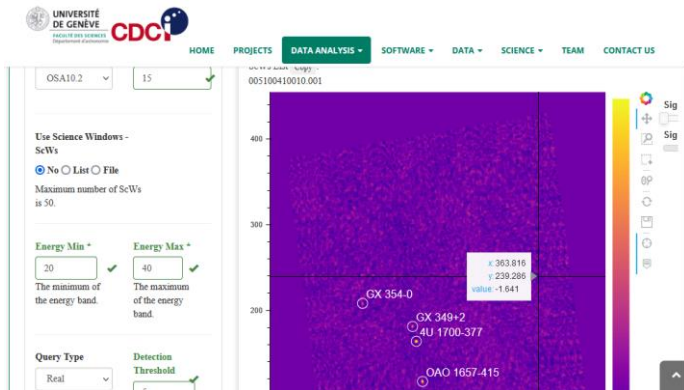 UNIVERSITÉ
DE GENÈVE
FACULTÉ DES SCIENCES
Département d'astronomie
CDCI
HOME PROJECTS DATA ANALYSIS SOFTWARE DATA SCIENCE TEAM CONTACT US
OSA10.2 15
Use Science Windows -
ScWs
No List File
Maximum number of ScWs
is 50.
Energy Min * Energy Max *
20 40
The minimum of
the energy band.
The maximum
of the energy
band.
Query Type
Real
Detection
Threshold
ScWs List Copy
005100410010.001
400
300
200
x: 363.816
y: 239.286
value: -1.641
GX 354-0
GX 349+2
4U 1700-377
OAO 1657-415
Sig
Sig